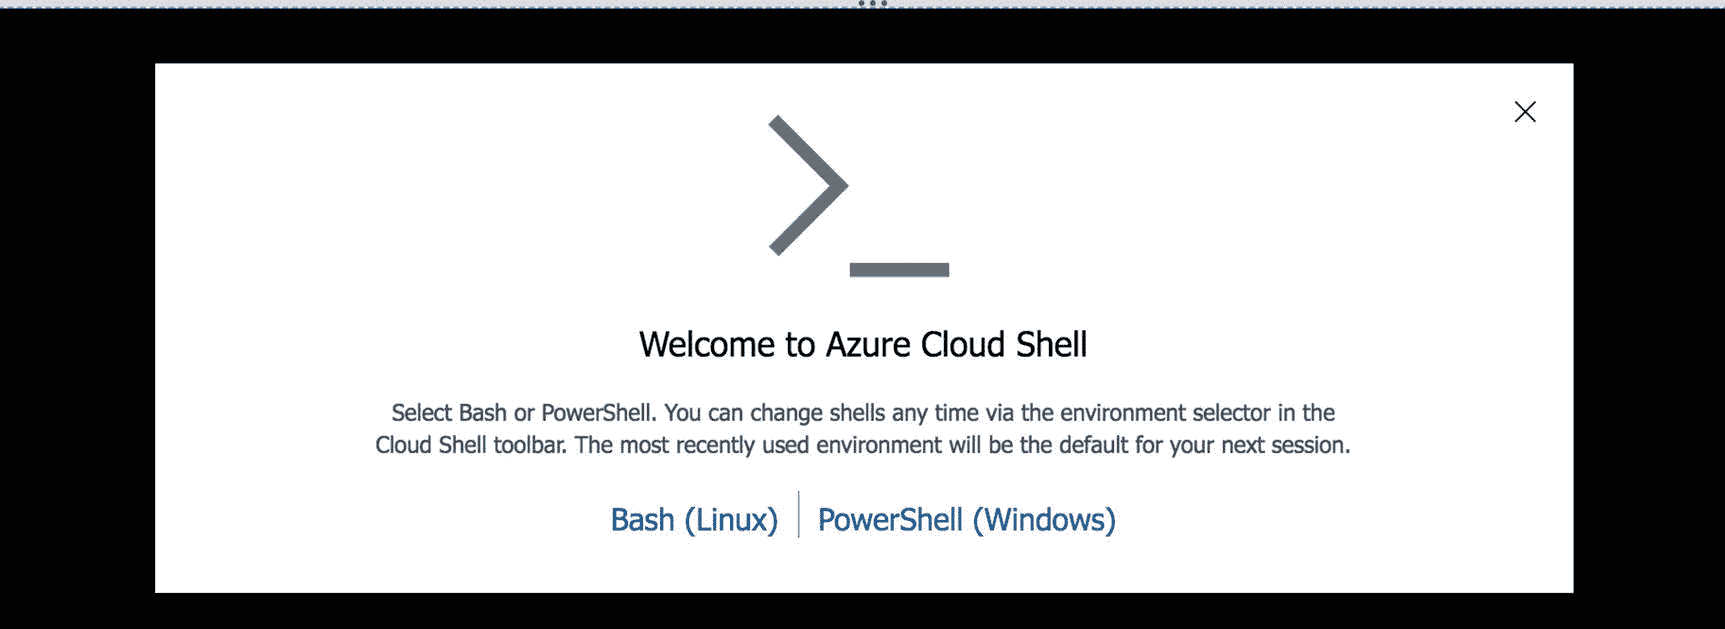 Welcome to Azure Cloud Shell
Select Bash or PowerShell. You can change shells any time via the environment selector in the
Cloud Shell toolbar. The most recently used environment will be the default for your next session.
Bash (Linux)
PowerShell (Windows)